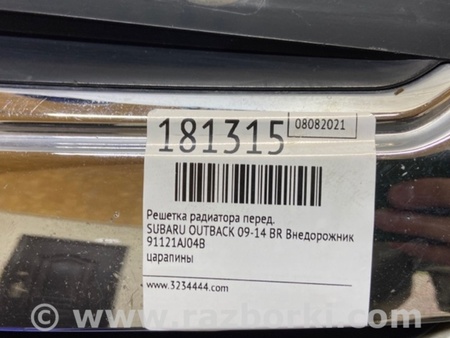 181315
08082021
Решетка радиатора перед.
SUBARU OUTBACK 09-14 BR Внедорожник
91121AJ04B
царапины
www.3234444.com
www.razborki.com